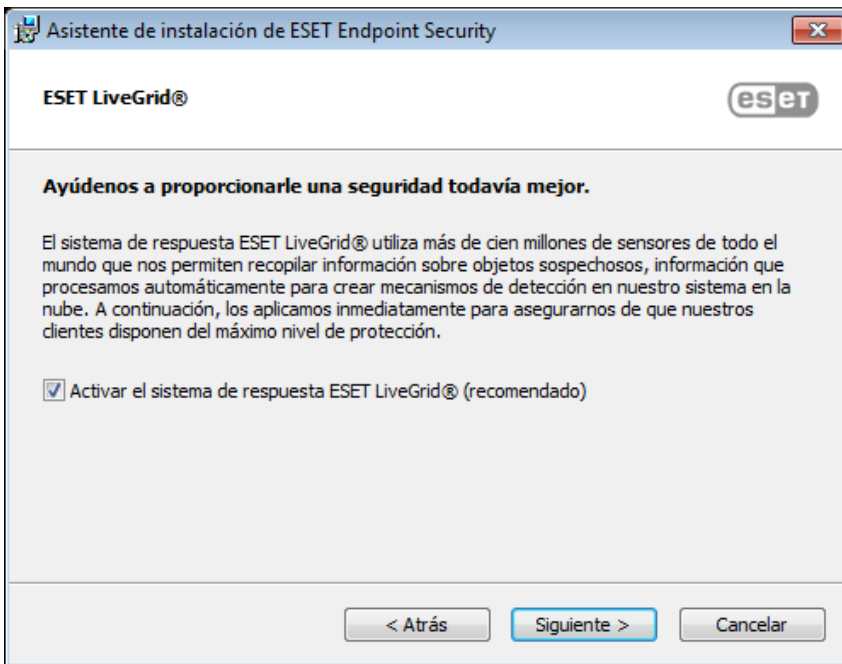 Asistente de instalación de ESET Endpoint Security
ESET LiveGrid®
eset
Ayúdenos a proporcionarle una seguridad todavía mejor.
El sistema de respuesta ESET LiveGrid® utiliza más de cien millones de sensores de todo el
mundo que nos permiten recopilar información sobre objetos sospechosos, información que
procesamos automáticamente para crear mecanismos de detección en nuestro sistema en la
nube. A continuación, los aplicamos inmediatamente para asegurarnos de que nuestros
clientes disponen del máximo nivel de protección.
Activar el sistema de respuesta ESET LiveGrid® (recomendado)
< Atrás
Siguiente >
Cancelar